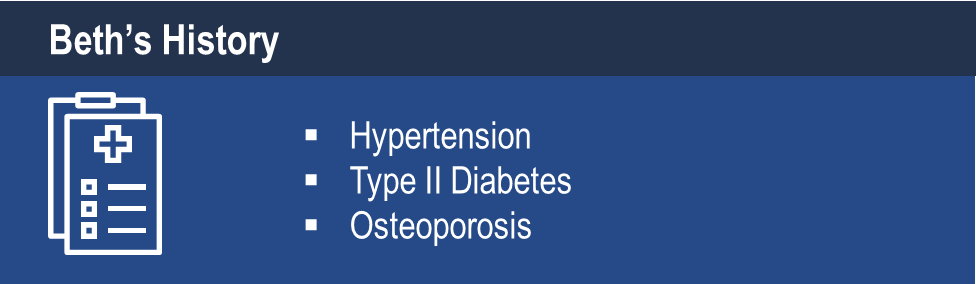 Beth’s History
▪ Hypertension
▪ Type II Diabetes
▪ Osteoporosis